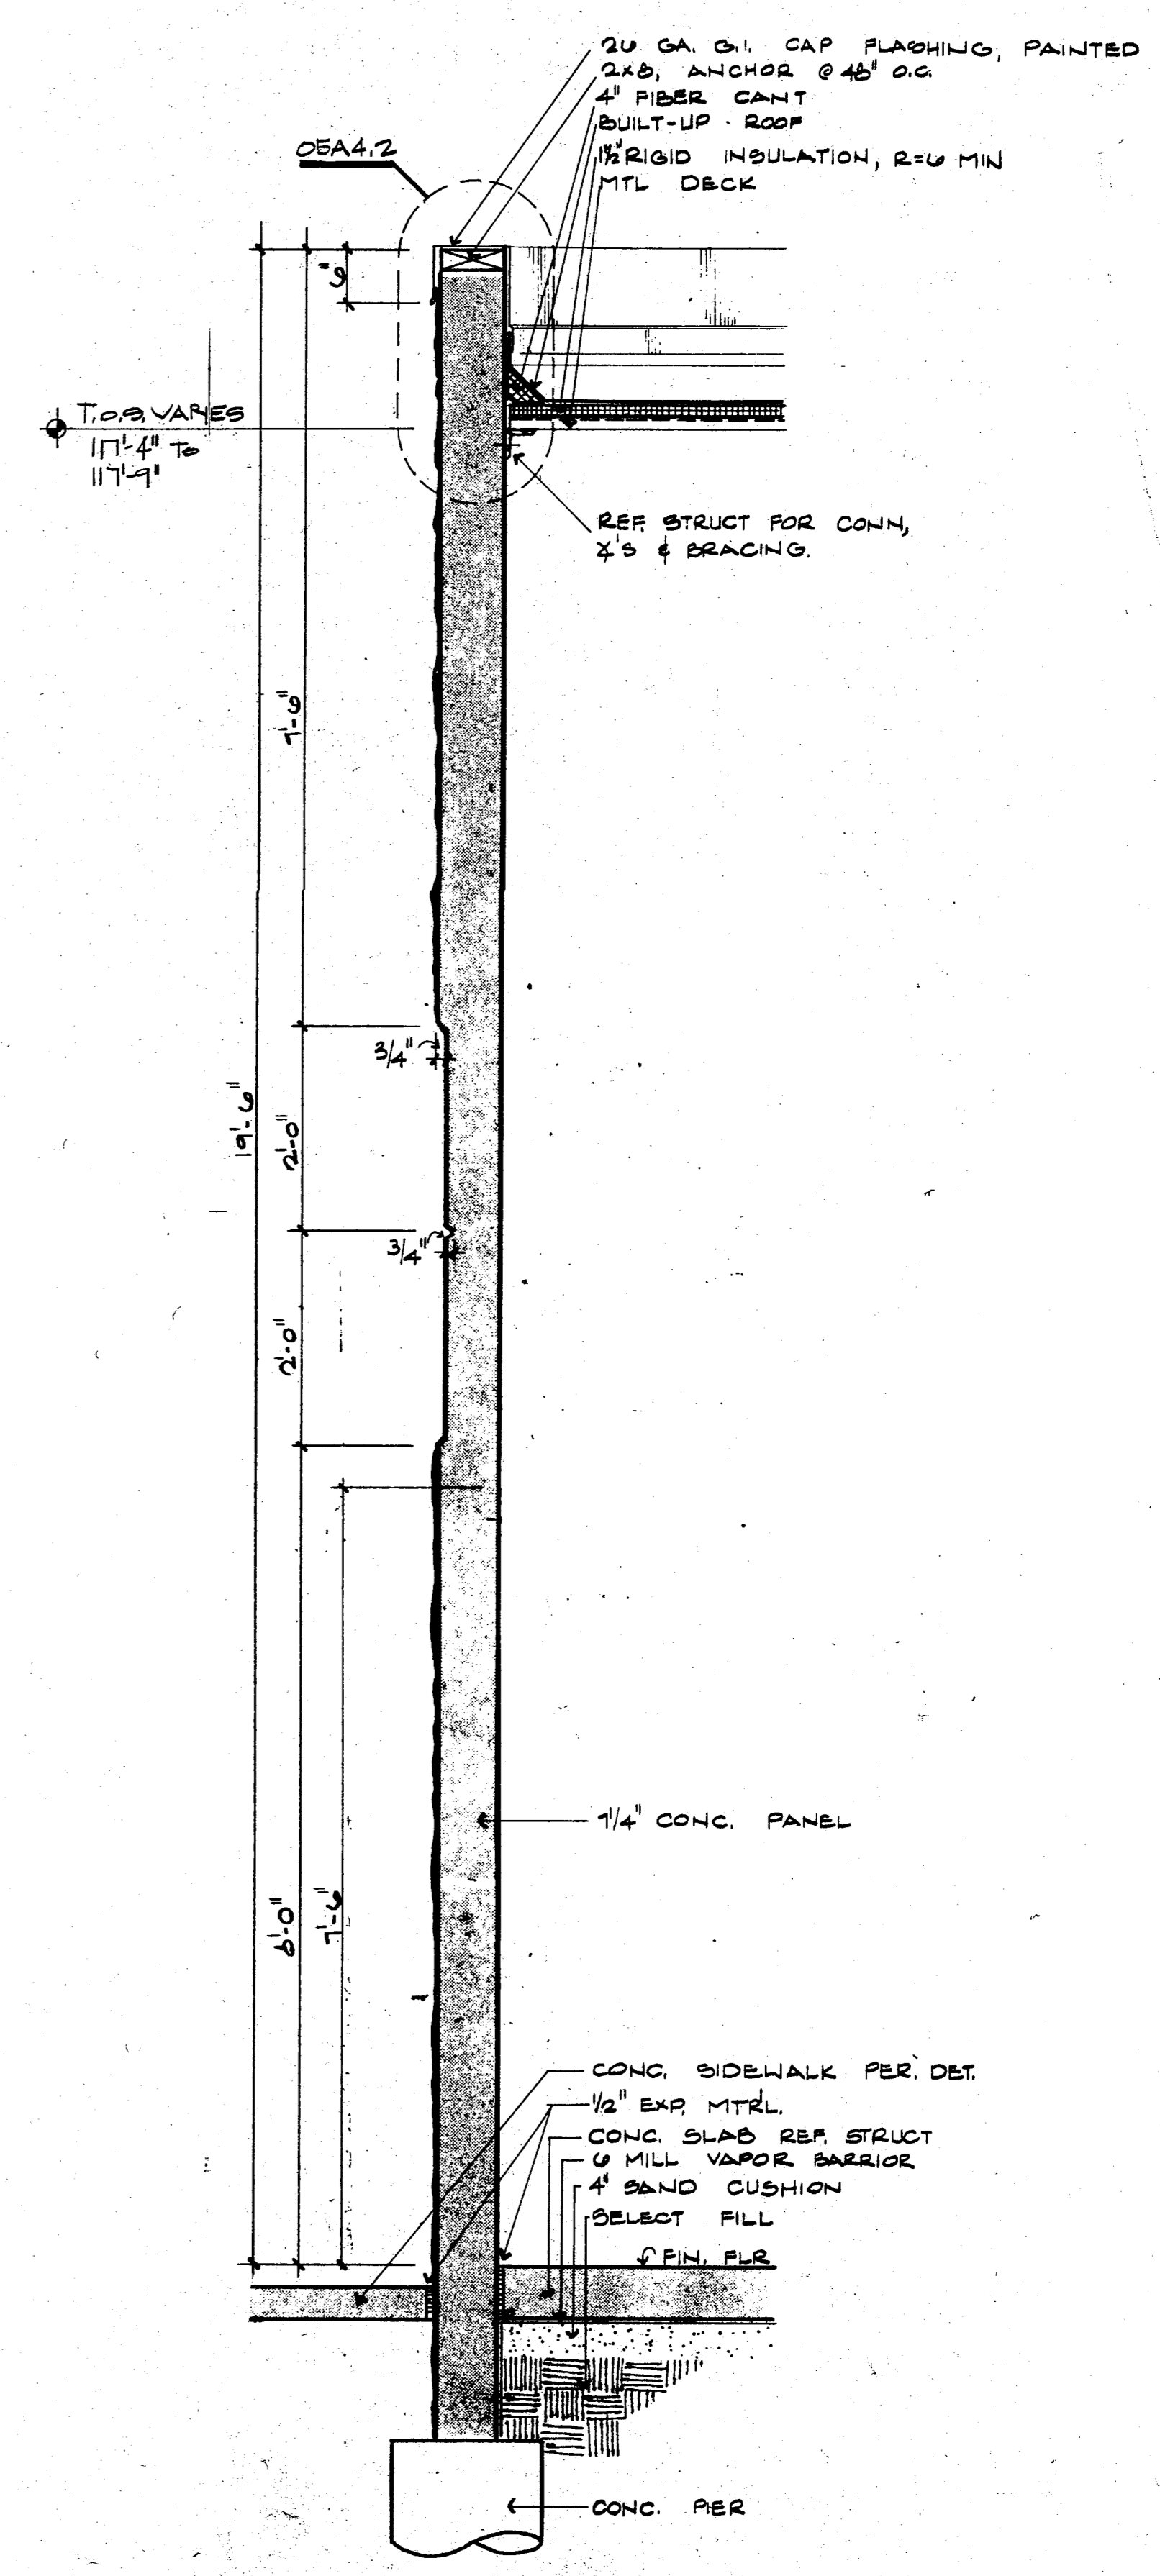 26 GA. G.I. CAP FLASHING, PAINTED
2x8, ANCHOR @ 48" O.C.
4" FIBER CANT
BUILT-UP ROOF
1½" RIGID INSULATION, R=6 MIN
MTL DECK
05A4.2
6"
T.O.S. VARIES
117'-4" TO
117'-9"
REF. STRUCT FOR CONN,
∠'S & BRACING.
7'-6"
3/4"
19'-6"
2'-0"
3/4"
2'-0"
7 1/4" CONC. PANEL
8'-0"
7'-6"
CONC. SIDEWALK PER. DET.
1/2" EXP. MTRL.
CONC. SLAB REF. STRUCT
6 MILL VAPOR BARRIOR
4" SAND CUSHION
SELECT FILL
FIN. FLR
CONC. PIER